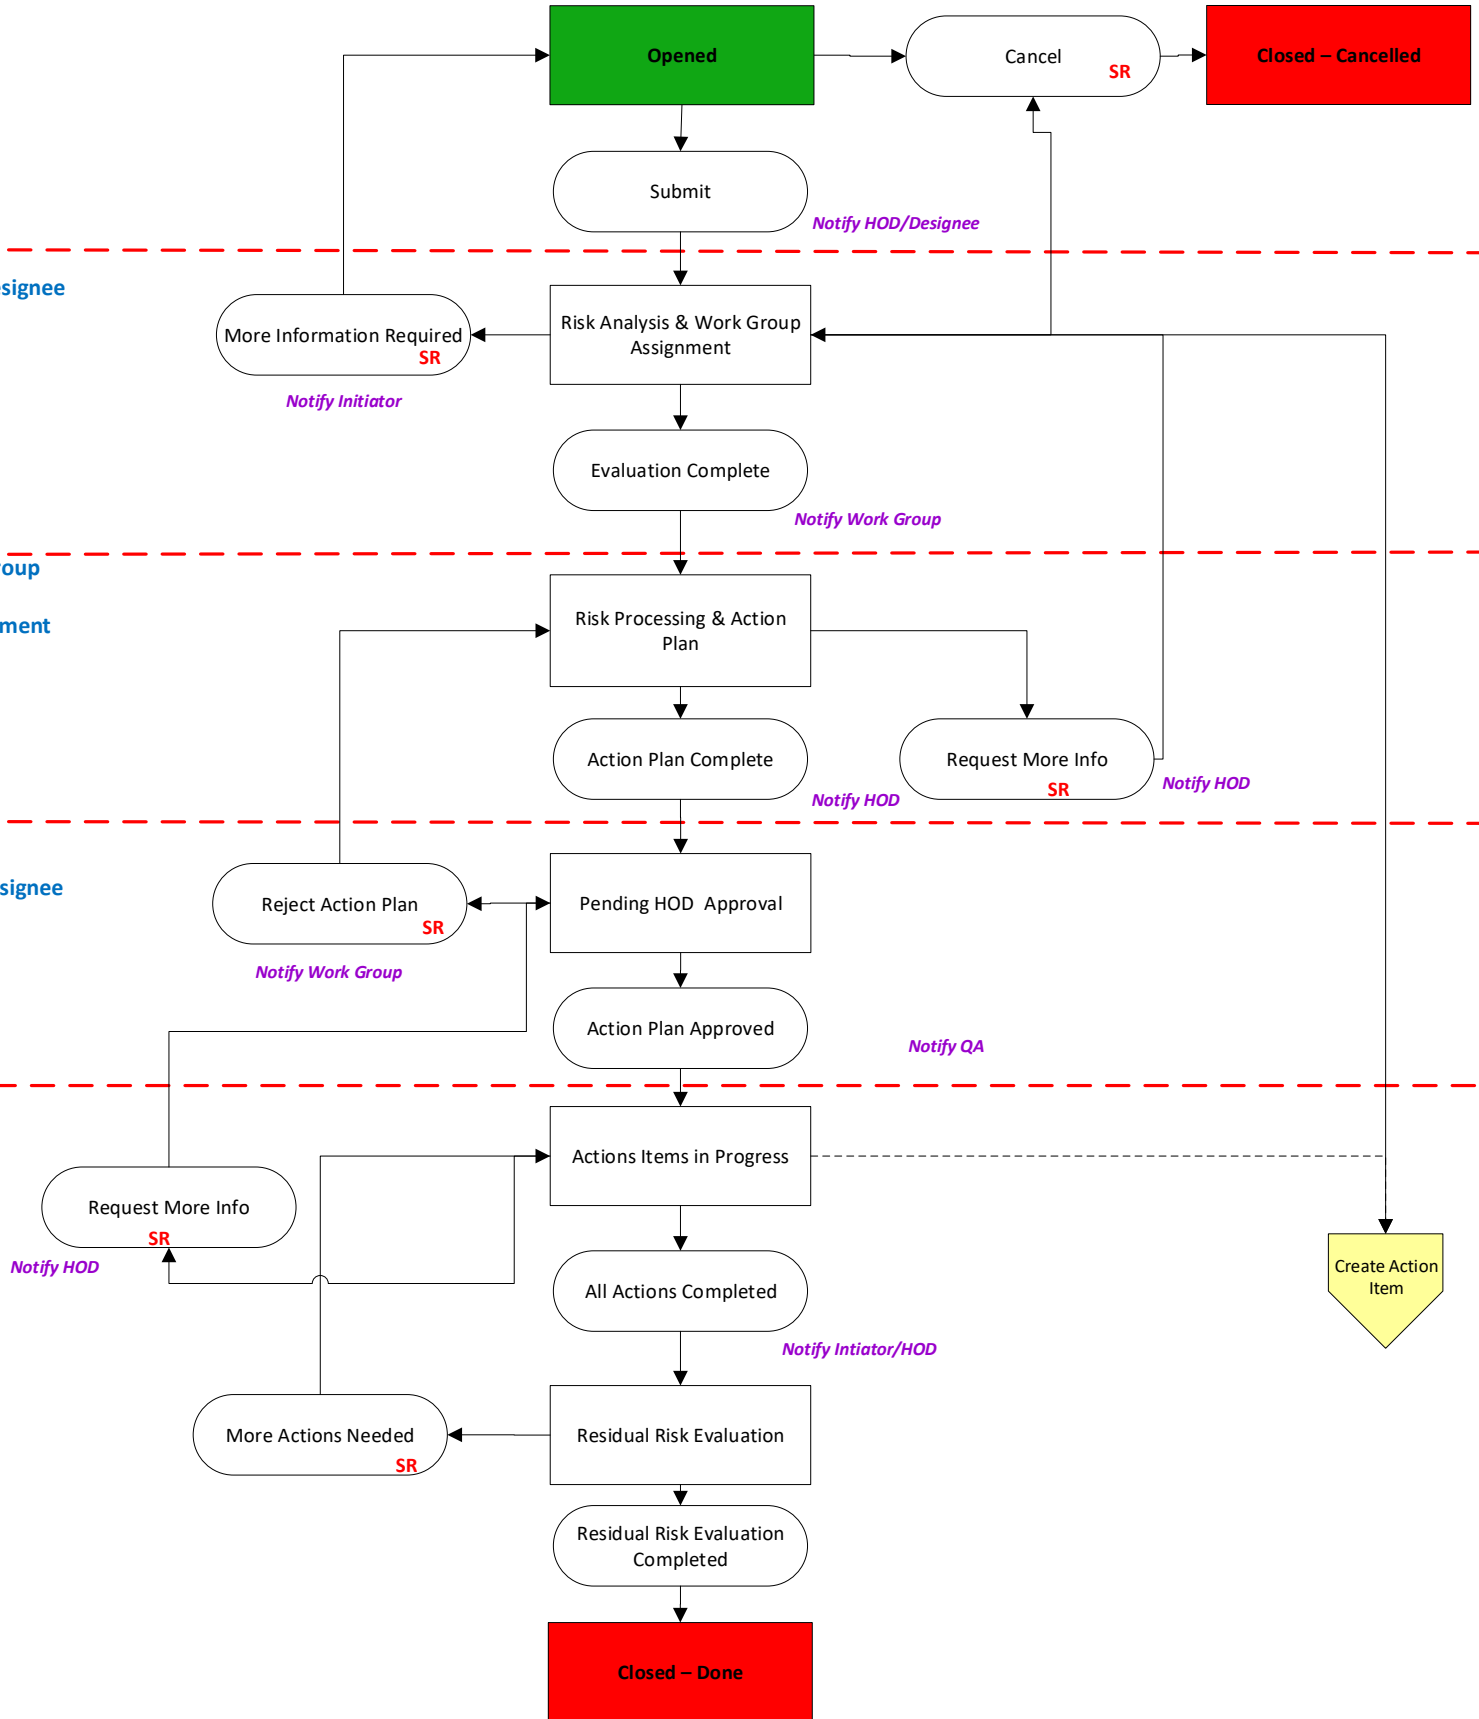 Opened
Cancel
SR
Closed – Cancelled
Submit
Notify HOD/Designee
esignee
More Information Required
SR
Notify Initiator
Risk Analysis & Work Group
Assignment
Evaluation Complete
Notify Work Group
roup
ment
Risk Processing & Action
Plan
Action Plan Complete
Notify HOD
Request More Info
SR
Notify HOD
signee
Reject Action Plan
SR
Notify Work Group
Pending HOD  Approval
Action Plan Approved
Notify QA
Actions Items in Progress
Request More Info
SR
Notify HOD
All Actions Completed
Create Action
Item
Notify Intiator/HOD
More Actions Needed
SR
Residual Risk Evaluation
Residual Risk Evaluation
Completed
Closed – Done